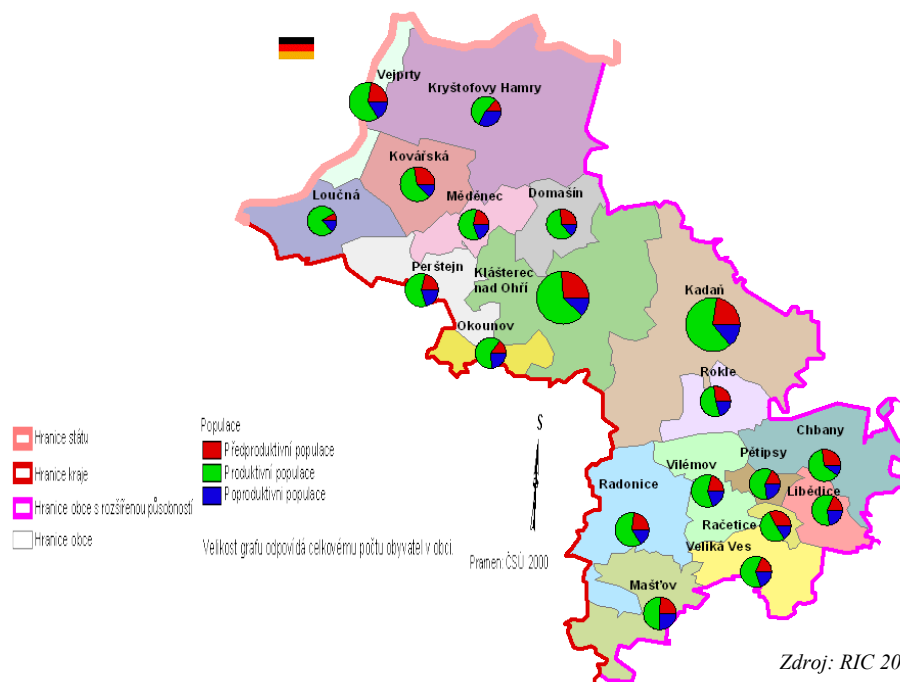 Vejprty
Kryštofovy Hamry
Kovářská
Loučná
Měděnec
Domašín
Perštejn
Klášterec
nad Ohří
Kadaň
Okounov
Rokle
Chbany
Pětipsy
Vilémov
Libědice
Radonice
Račetice
Veliká Ves
Mašťov
S
Hranice státu
Hranice kraje
Hranice obce s rozšířenou působností
Hranice obce
Populace
Předproduktivní populace
Produktivní populace
Poproduktivní populace
Velikost grafu odpovídá celkovému počtu obyvatel v obci.
Pramen: ČSÚ 2000
Zdroj: RIC 20